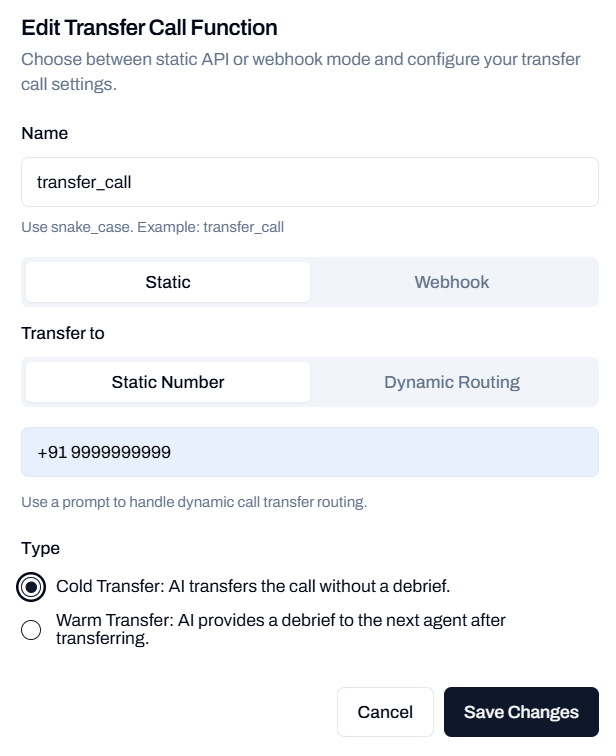 Edit Transfer Call Function
Choose between static API or webhook mode and configure your transfer
call settings.
Name
transfer_call
Use snake_case. Example: transfer_call
Static
Webhook
Transfer to
Static Number
Dynamic Routing
+91 9999999999
Use a prompt to handle dynamic call transfer routing.
Type
Cold Transfer: AI transfers the call without a debrief.
Warm Transfer: AI provides a debrief to the next agent after
transferring.
Cancel
Save Changes